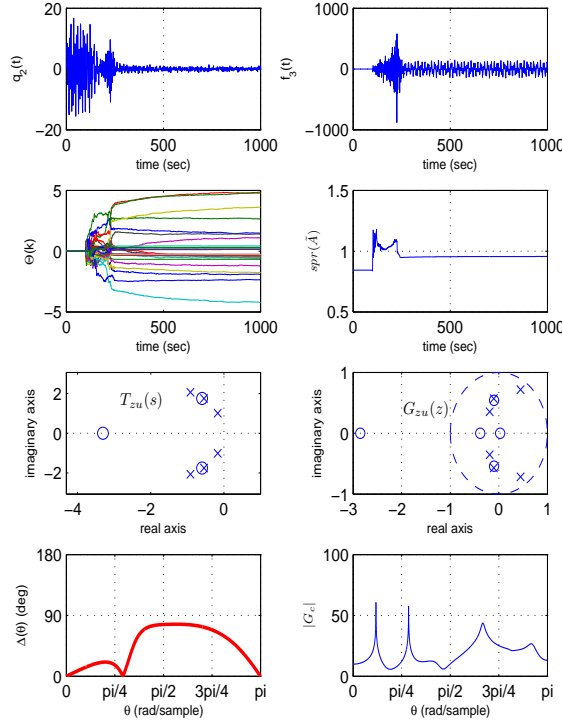 20
0
−20
0
500
1000
q2(t)
time (sec)
1000
0
−1000
0
500
1000
f3(t)
time (sec)
5
0
−5
0
500
1000
Θ(k)
time (sec)
1.5
1
0.5
0
500
1000
spr(Ã)
time (sec)
2
0
−2
−4
−2
0
imaginary axis
Tzu(s)
real axis
1
0.5
0
−0.5
−1
−3
−2
−1
0
1
imaginary axis
Gzu(z)
real axis
180
90
0
0
pi/4
pi/2
3pi/4
pi
Δ(θ) (deg)
θ (rad/sample)
100
50
0
0
pi/4
pi/2
3pi/4
pi
|Gc|
θ (rad/sample)